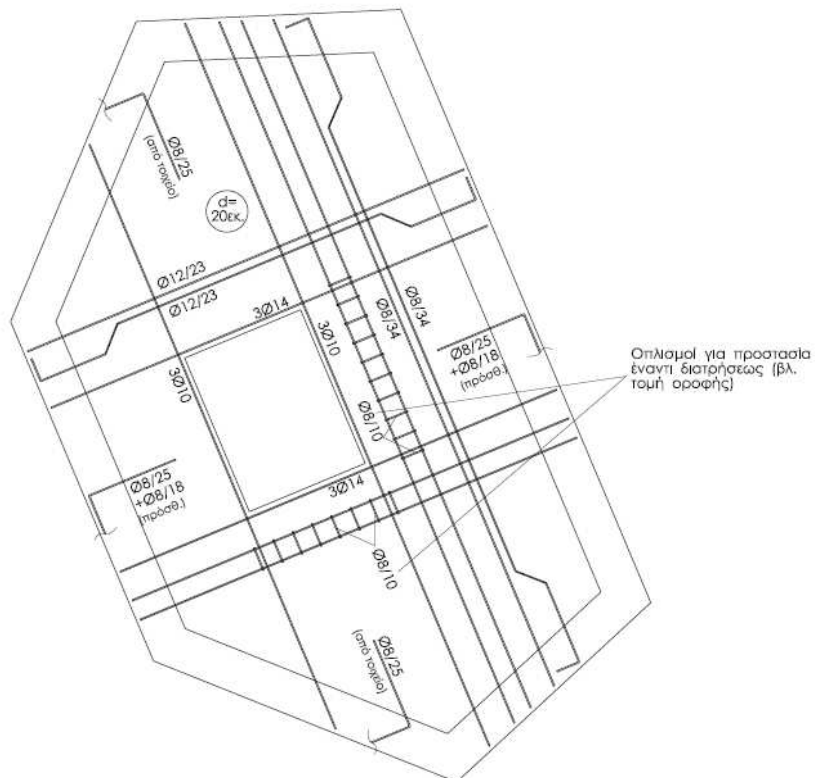 Ø8/25
(από τοιχείο)
d=
20εκ.
Ø12/23
Ø12/23
3Ø14
3Ø10
3Ø10
Ø8/34
Ø8/34
Ø8/25
+Ø8/18
(πρόσθ.)
Οπλισμοί για προστασία
έναντι διατρήσεως (βλ.
τομή οροφής)
Ø8/10
Ø8/25
+Ø8/18
(πρόσθ.)
3Ø14
Ø8/10
Ø8/25
(από τοιχείο)